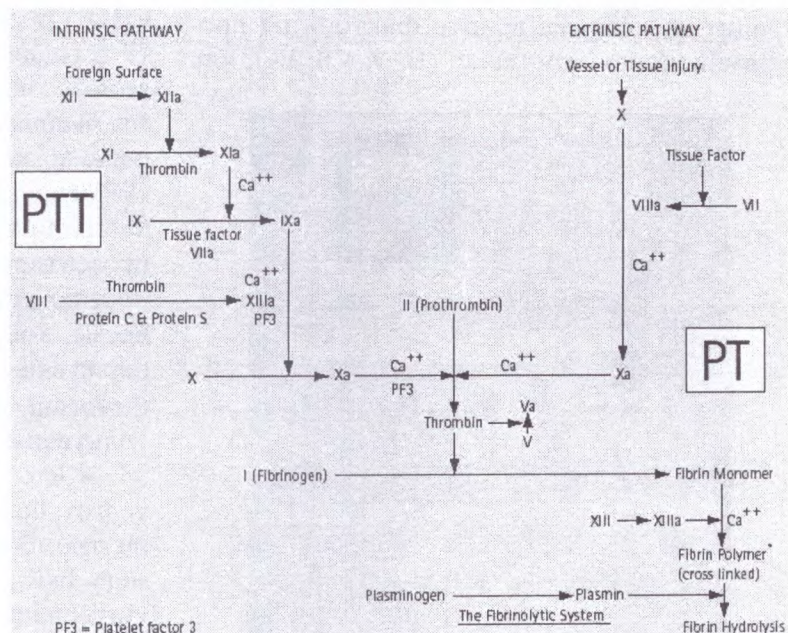 INTRINSIC PATHWAY
EXTRINSIC PATHWAY
Foreign Surface
XII
XIIa
Vessel or Tissue Injury
X
XI
XIa
Thrombin
Ca++
Tissue Factor
VIIIa
VII
PTT
IX
IXa
Tissue factor
VIIa
Ca++
Ca++
Thrombin
VIII
XIIIa
Protein C & Protein S
PF3
II (Prothrombin)
PT
X
Xa
Ca++
PF3
Ca++
Xa
Va
Thrombin
V
I (Fibrinogen)
Fibrin Monomer
XIII
XIIIa
Ca++
Fibrin Polymer
(cross linked)
Plasminogen
Plasmin
The Fibrinolytic System
PF3 = Platelet factor 3
Fibrin Hydrolysis